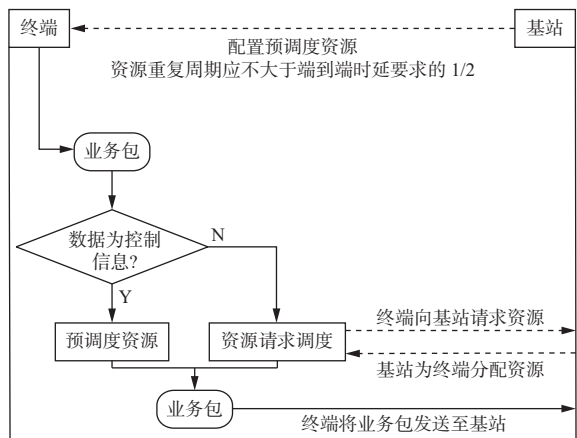 终端
基站
配置预调度资源
资源重复周期应不大于端到端时延要求的 1/2
业务包
数据为控制
信息?
N
Y
预调度资源
资源请求调度
终端向基站请求资源
基站为终端分配资源
业务包
终端将业务包发送至基站